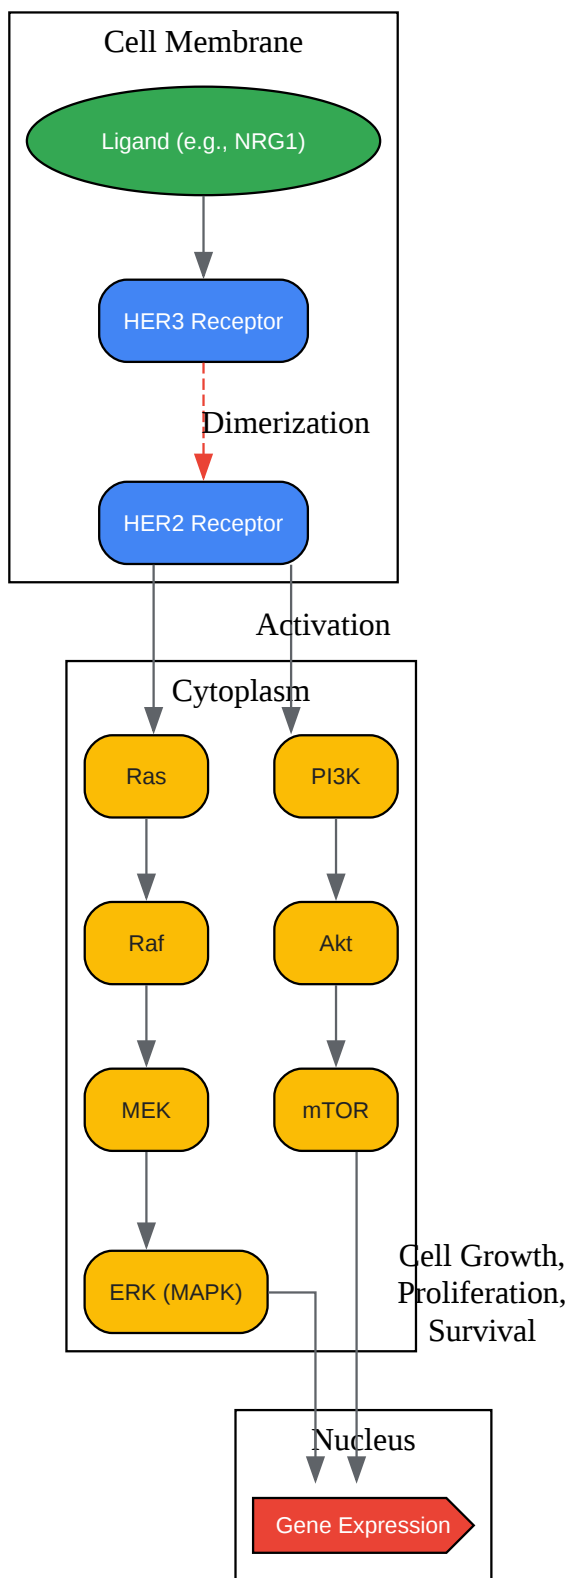 Cell Membrane
Ligand (e.g., NRG1)
HER3 Receptor
Dimerization
HER2 Receptor
Activation
Cytoplasm
Ras
PI3K
Raf
Akt
MEK
mTOR
Cell Growth,
Proliferation,
Survival
ERK (MAPK)
Nucleus
Gene Expression